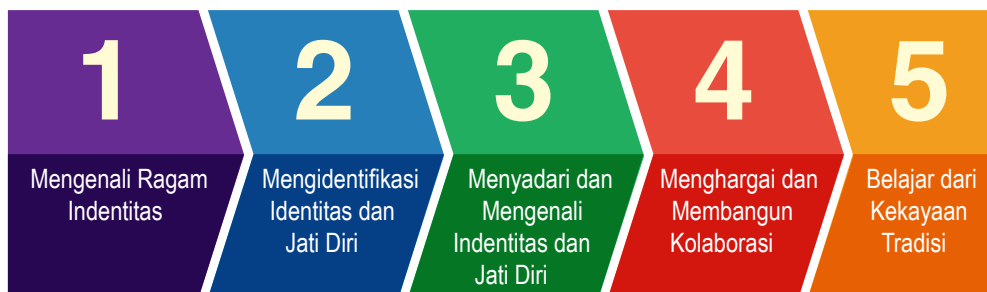 1
Mengenali Ragam
Indentitas
2
Mengidentifikasi
Identitas dan
Jati Diri
3
Menyadari dan
Mengenali
Indentitas dan
Jati Diri
4
Menghargai dan
Membangun
Kolaborasi
5
Belajar dari
Kekayaan
Tradisi